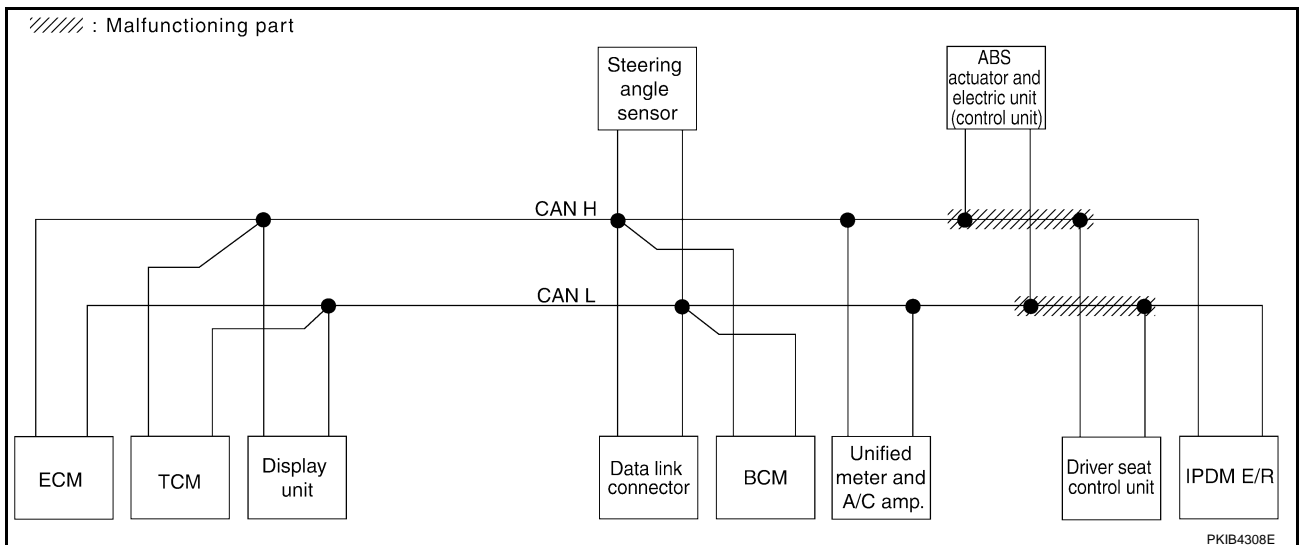 : Malfunctioning part
Steering
angle
sensor
ABS
actuator and
electric unit
(control unit)
CAN H
CAN L
ECM
TCM
Display
unit
Data link
connector
BCM
Unified
meter and
A/C amp.
Driver seat
control unit
IPDM E/R
PKIB4308E